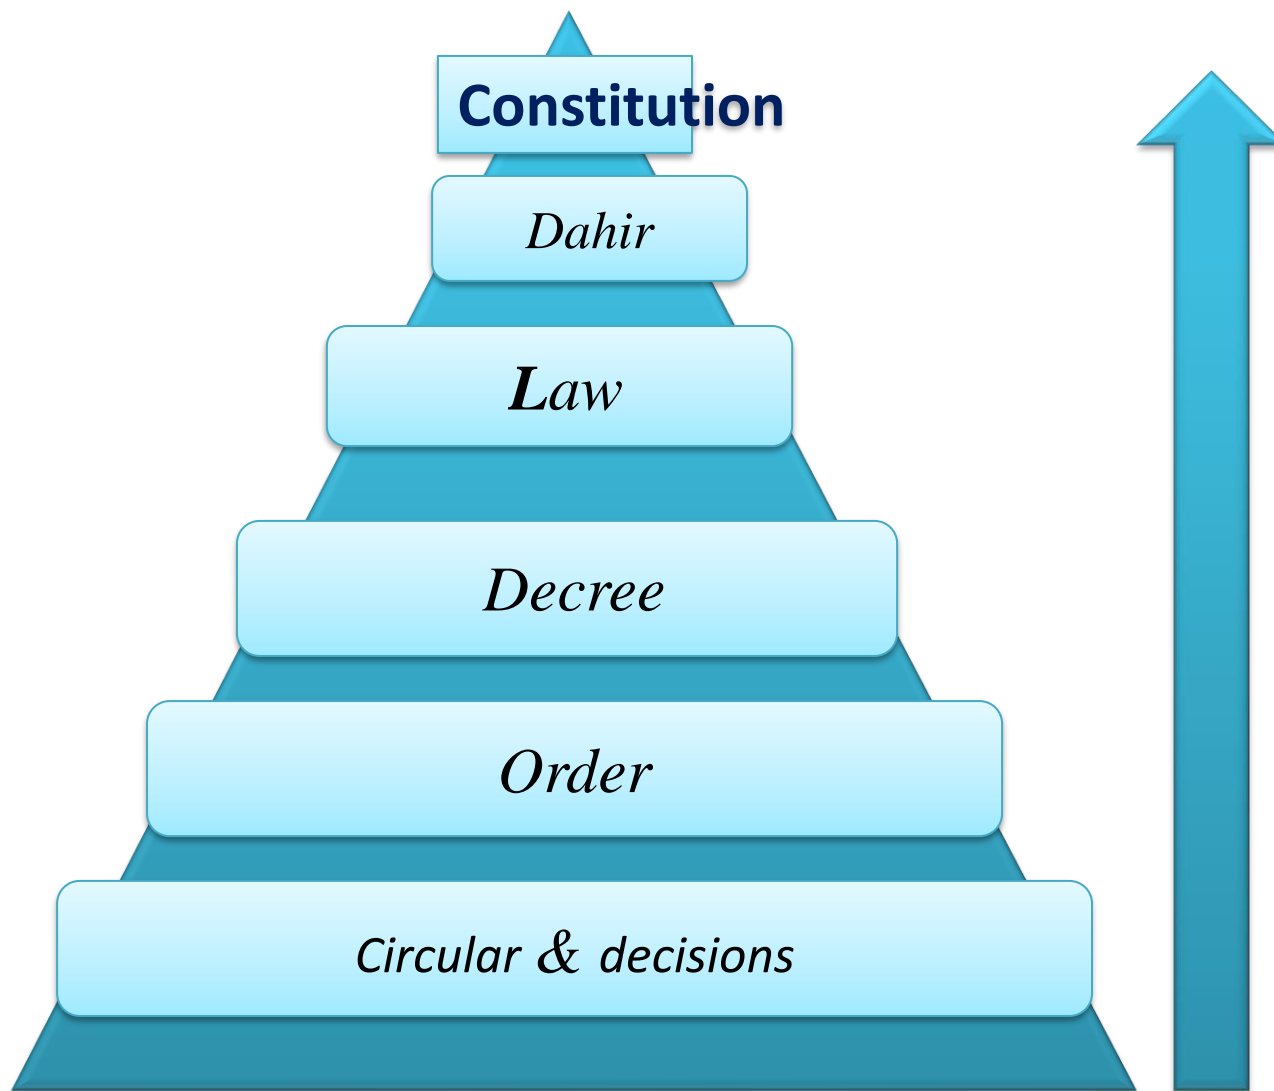 Constitution
Dahir
Law
Decree
Order
Circular & decisions